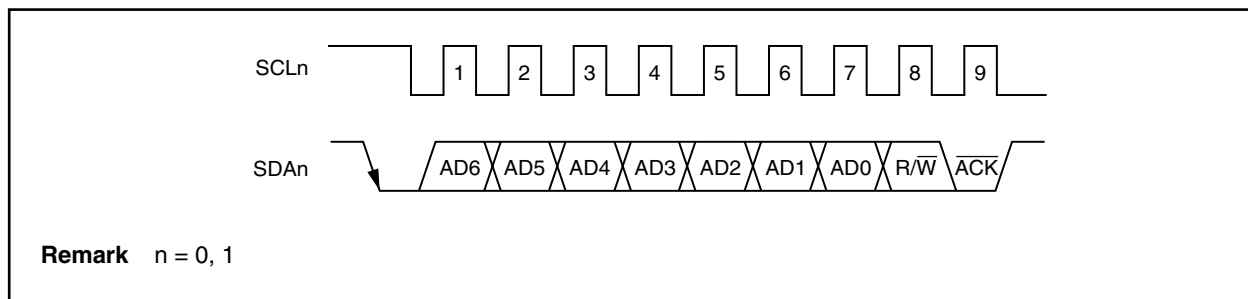 SCLn 1 2 3 4 5 6 7 8 9
SDAn AD6 AD5 AD4 AD3 AD2 AD1 AD0 R/W̅ A̅C̅K̅
Remark n = 0, 1